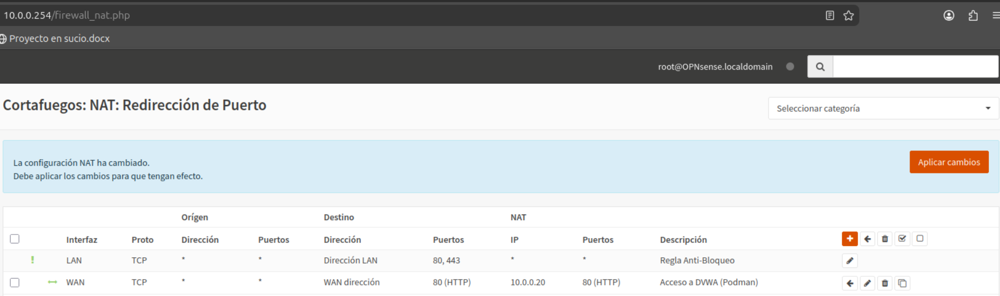 10.0.0.254/firewall_nat.php
Proyecto en sucio.docx
root@OPNsense.localdomain
Cortafuegos: NAT: Redirección de Puerto
Seleccionar categoría
La configuración NAT ha cambiado.
Debe aplicar los cambios para que tengan efecto.
Aplicar cambios
Orígen Destino NAT
Interfaz Proto Dirección Puertos Dirección Puertos IP Puertos Descripción
LAN TCP * * Dirección LAN 80, 443 * * Regla Anti-Bloqueo
WAN TCP * * WAN dirección 80 (HTTP) 10.0.0.20 80 (HTTP) Acceso a DVWA (Podman)